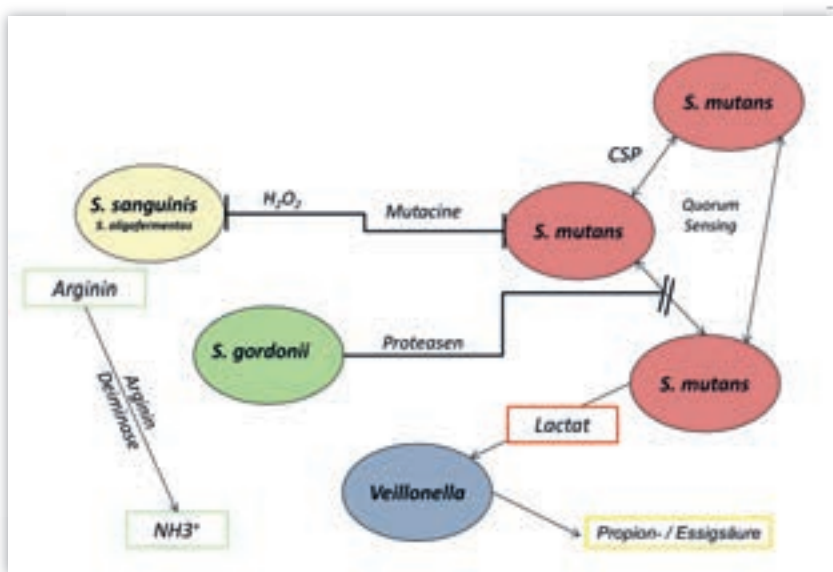 S. mutans
CSP
S. sanguinis
S. oligofermentas
H₂O₂
Mutacine
S. mutans
Quorum
Sensing
Arginin
S. gordonii
Proteasen
S. mutans
Arginin
Deiminase
Lactat
Veillonella
NH3⁺
Propion- / Essigsäure